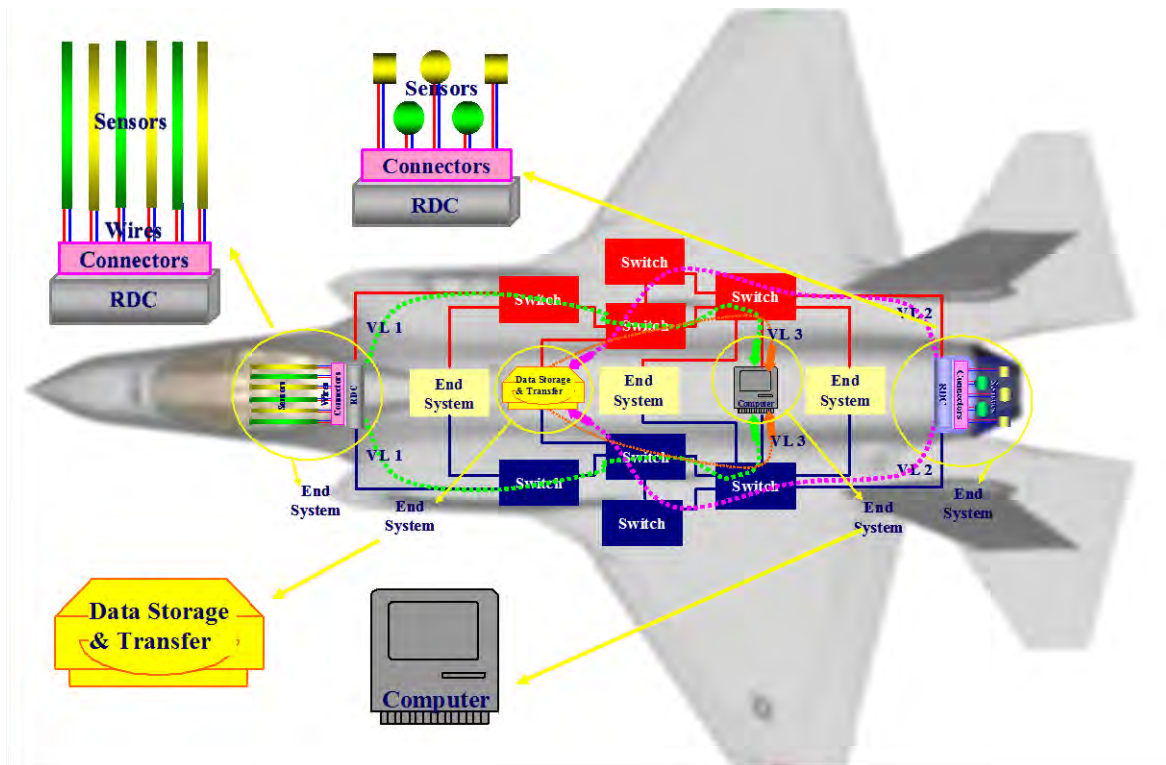 Sensors
Wires
Connectors
RDC
Sensors
Connectors
RDC
Switch
Switch
Switch
Switch
VL 1
VL 2
VL 3
Sensors
Wires
Connectors
RDC
End
System
Data Storage
& Transfer
End
System
Computer
End
System
RDC
Connectors
Sensors
VL 1
VL 3
VL 2
Switch
Switch
Switch
Switch
End
System
End
System
End
System
End
System
Data Storage
& Transfer
Computer